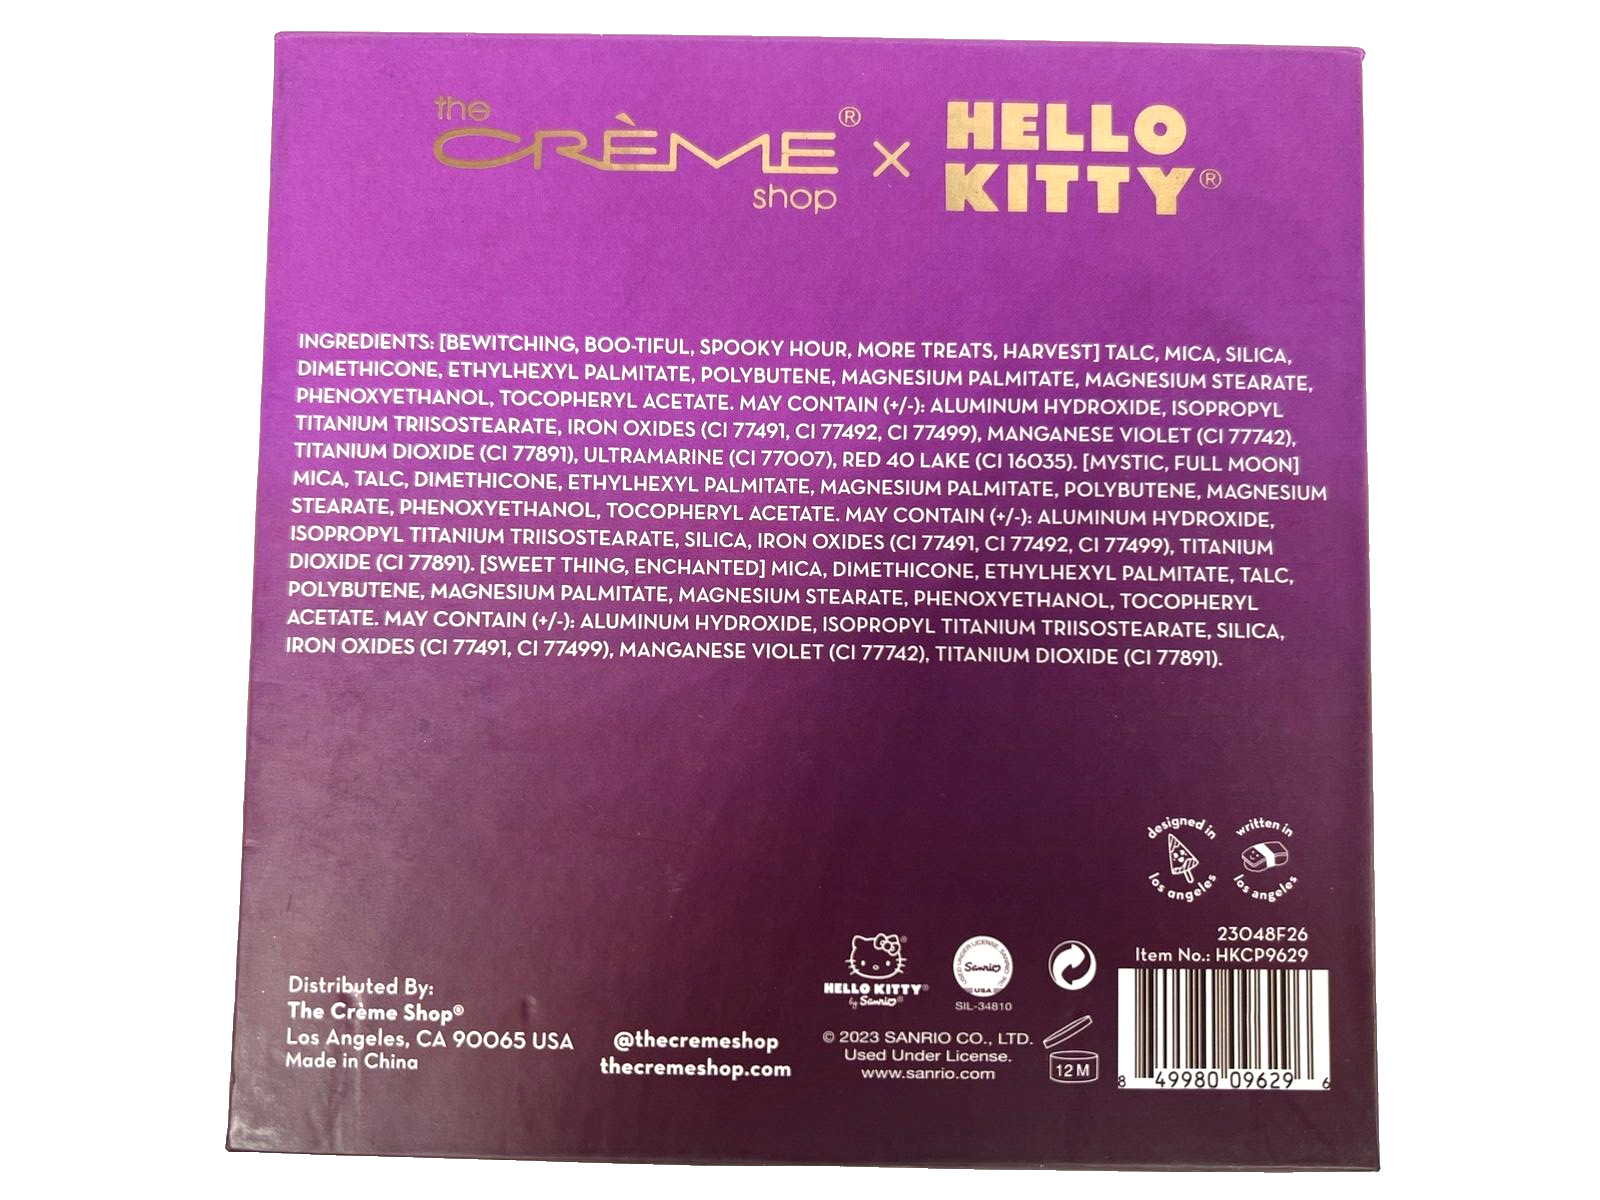 the
CRÈME®
shop
×
HELLO
KITTY®
INGREDIENTS: [BEWITCHING, BOO-TIFUL, SPOOKY HOUR, MORE TREATS, HARVEST] TALC, MICA, SILICA,
DIMETHICONE, ETHYLHEXYL PALMITATE, POLYBUTENE, MAGNESIUM PALMITATE, MAGNESIUM STEARATE,
PHENOXYETHANOL, TOCOPHERYL ACETATE. MAY CONTAIN (+/-): ALUMINUM HYDROXIDE, ISOPROPYL
TITANIUM TRIISOSTEARATE, IRON OXIDES (CI 77491, CI 77492, CI 77499), MANGANESE VIOLET (CI 77742),
TITANIUM DIOXIDE (CI 77891), ULTRAMARINE (CI 77007), RED 40 LAKE (CI 16035). [MYSTIC, FULL MOON]
MICA, TALC, DIMETHICONE, ETHYLHEXYL PALMITATE, MAGNESIUM PALMITATE, POLYBUTENE, MAGNESIUM
STEARATE, PHENOXYETHANOL, TOCOPHERYL ACETATE. MAY CONTAIN (+/-): ALUMINUM HYDROXIDE,
ISOPROPYL TITANIUM TRIISOSTEARATE, SILICA, IRON OXIDES (CI 77491, CI 77492, CI 77499), TITANIUM
DIOXIDE (CI 77891). [SWEET THING, ENCHANTED] MICA, DIMETHICONE, ETHYLHEXYL PALMITATE, TALC,
POLYBUTENE, MAGNESIUM PALMITATE, MAGNESIUM STEARATE, PHENOXYETHANOL, TOCOPHERYL
ACETATE. MAY CONTAIN (+/-): ALUMINUM HYDROXIDE, ISOPROPYL TITANIUM TRIISOSTEARATE, SILICA,
IRON OXIDES (CI 77491, CI 77499), MANGANESE VIOLET (CI 77742), TITANIUM DIOXIDE (CI 77891).
designed in
los angeles
written in
los angeles
23048F26
Item No.: HKCP9629
8 49980 09629 6
Distributed By:
The Crème Shop®
Los Angeles, CA 90065 USA
Made in China
@thecremeshop
thecremeshop.com
HELLO KITTY®
by Sanrio®
USED UNDER LICENSE, SANRIO, INC.
Sanrio
USA
SIL-34810
© 2023 SANRIO CO., LTD.
Used Under License.
www.sanrio.com
12 M